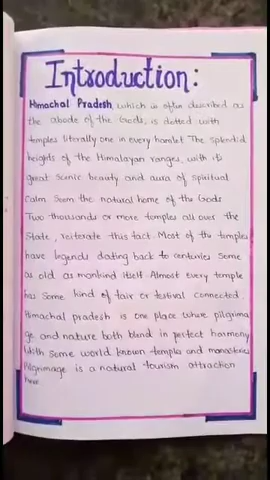 Introduction:
Himachal Pradesh, which is often described as
the abode of the Gods, is dotted with
temples literally one in every hamlet The splendid
heights of the Himalayan ranges, with it's
great scenic beauty and aura of spiritual
calm seem the natural home of the Gods
Two thousands or more temples all over the
State, reiterate this fact. Most of the temples
have legends dating back to centuries some
as old as mankind itself. Almost every temple
has some kind of fair or festival connected.
Himachal pradesh is one place where pilgrima
ge and nature both blend in perfect harmony
With some world known temples and monastries
Pilgrimage is a natural tourism attraction
here